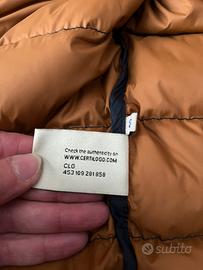 Check the authenticity on
WWW.CERTILOGO.COM
CLG
453 109 281 858
subito